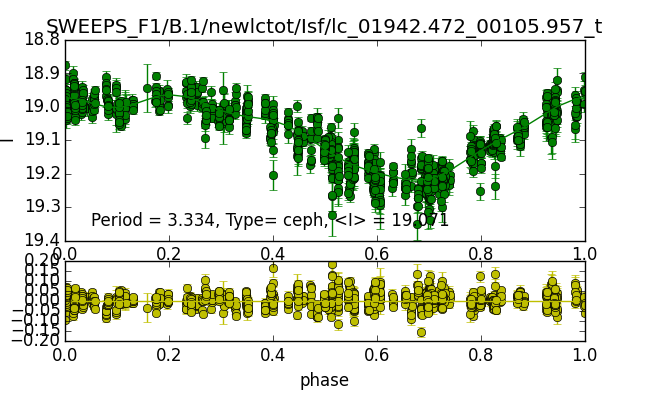 SWEEPS_F1/B.1/newlctot/Isf/lc_01942.472_00105.957_t
18.8
18.9
19.0
I
19.1
19.2
19.3
Period = 3.334, Type= ceph, <I> = 19.071
19.4
0.0 0.2 0.4 0.6 0.8 1.0
0.20
0.15
0.10
0.05
0.00
−0.05
−0.10
−0.15
−0.20
0.0 0.2 0.4 0.6 0.8 1.0
phase